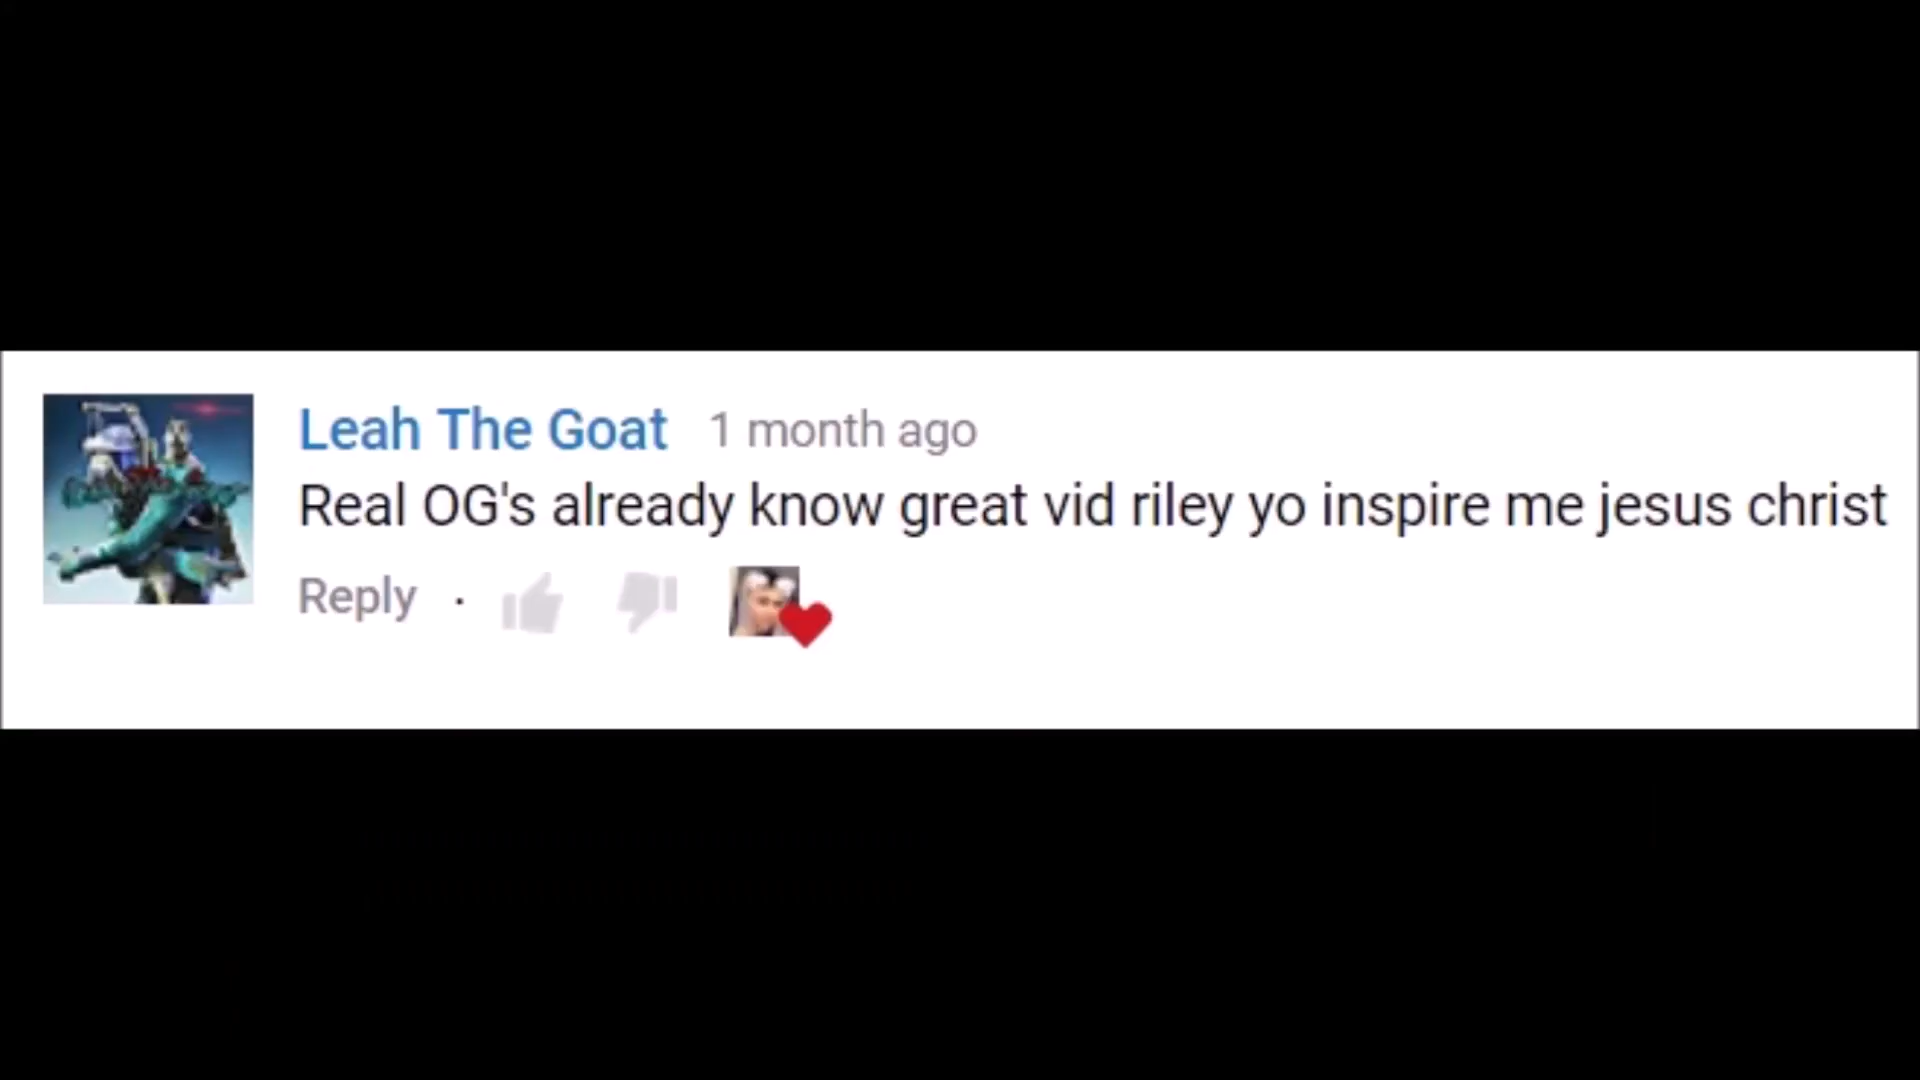 Leah The Goat 1 month ago
Real OG's already know great vid riley yo inspire me jesus christ
Reply ·